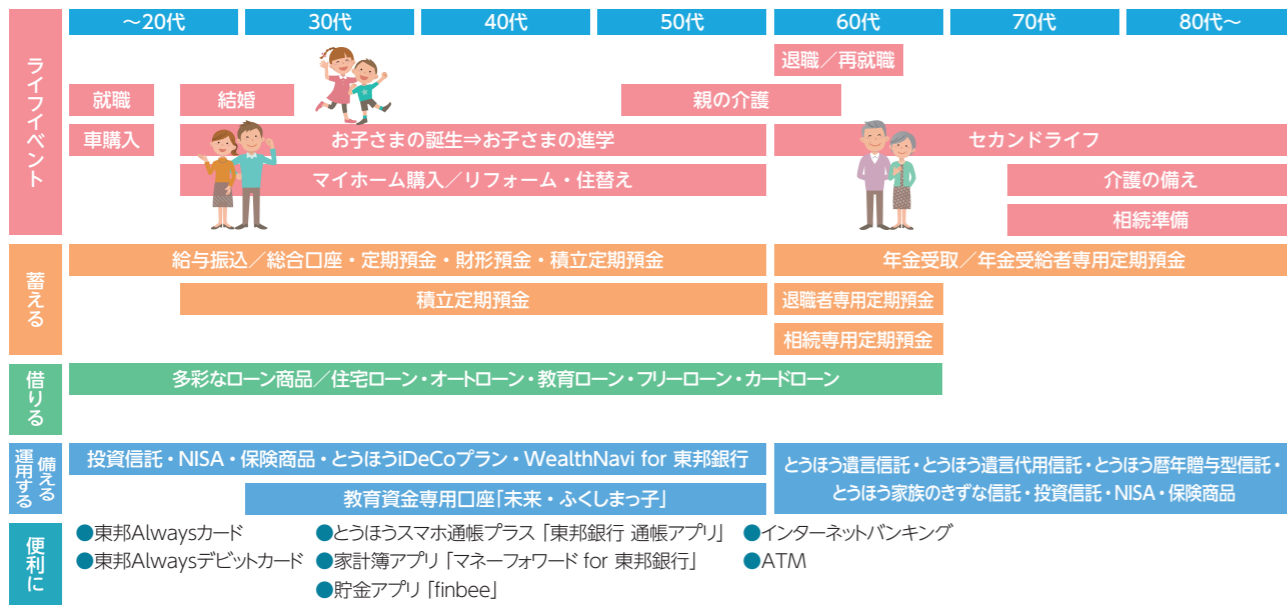 ～20代
30代
40代
50代
60代
70代
80代～
ライフイベント
退職／再就職
就職
結婚
親の介護
車購入
お子さまの誕生⇒お子さまの進学
セカンドライフ
マイホーム購入／リフォーム・住替え
介護の備え
相続準備
蓄える
給与振込／総合口座・定期預金・財形預金・積立定期預金
年金受取／年金受給者専用定期預金
積立定期預金
退職者専用定期預金
相続専用定期預金
借りる
多彩なローン商品／住宅ローン・オートローン・教育ローン・フリーローン・カードローン
備える
運用する
投資信託・NISA・保険商品・とうほうiDeCoプラン・WealthNavi for 東邦銀行
教育資金専用口座「未来・ふくしまっ子」
とうほう遺言信託・とうほう遺言代用信託・とうほう暦年贈与型信託・
とうほう家族のきずな信託・投資信託・NISA・保険商品
便利に
●東邦Alwaysカード
●東邦Alwaysデビットカード
●とうほうスマホ通帳プラス「東邦銀行 通帳アプリ」
●家計簿アプリ「マネーフォワード for 東邦銀行」
●貯金アプリ「finbee」
●インターネットバンキング
●ATM